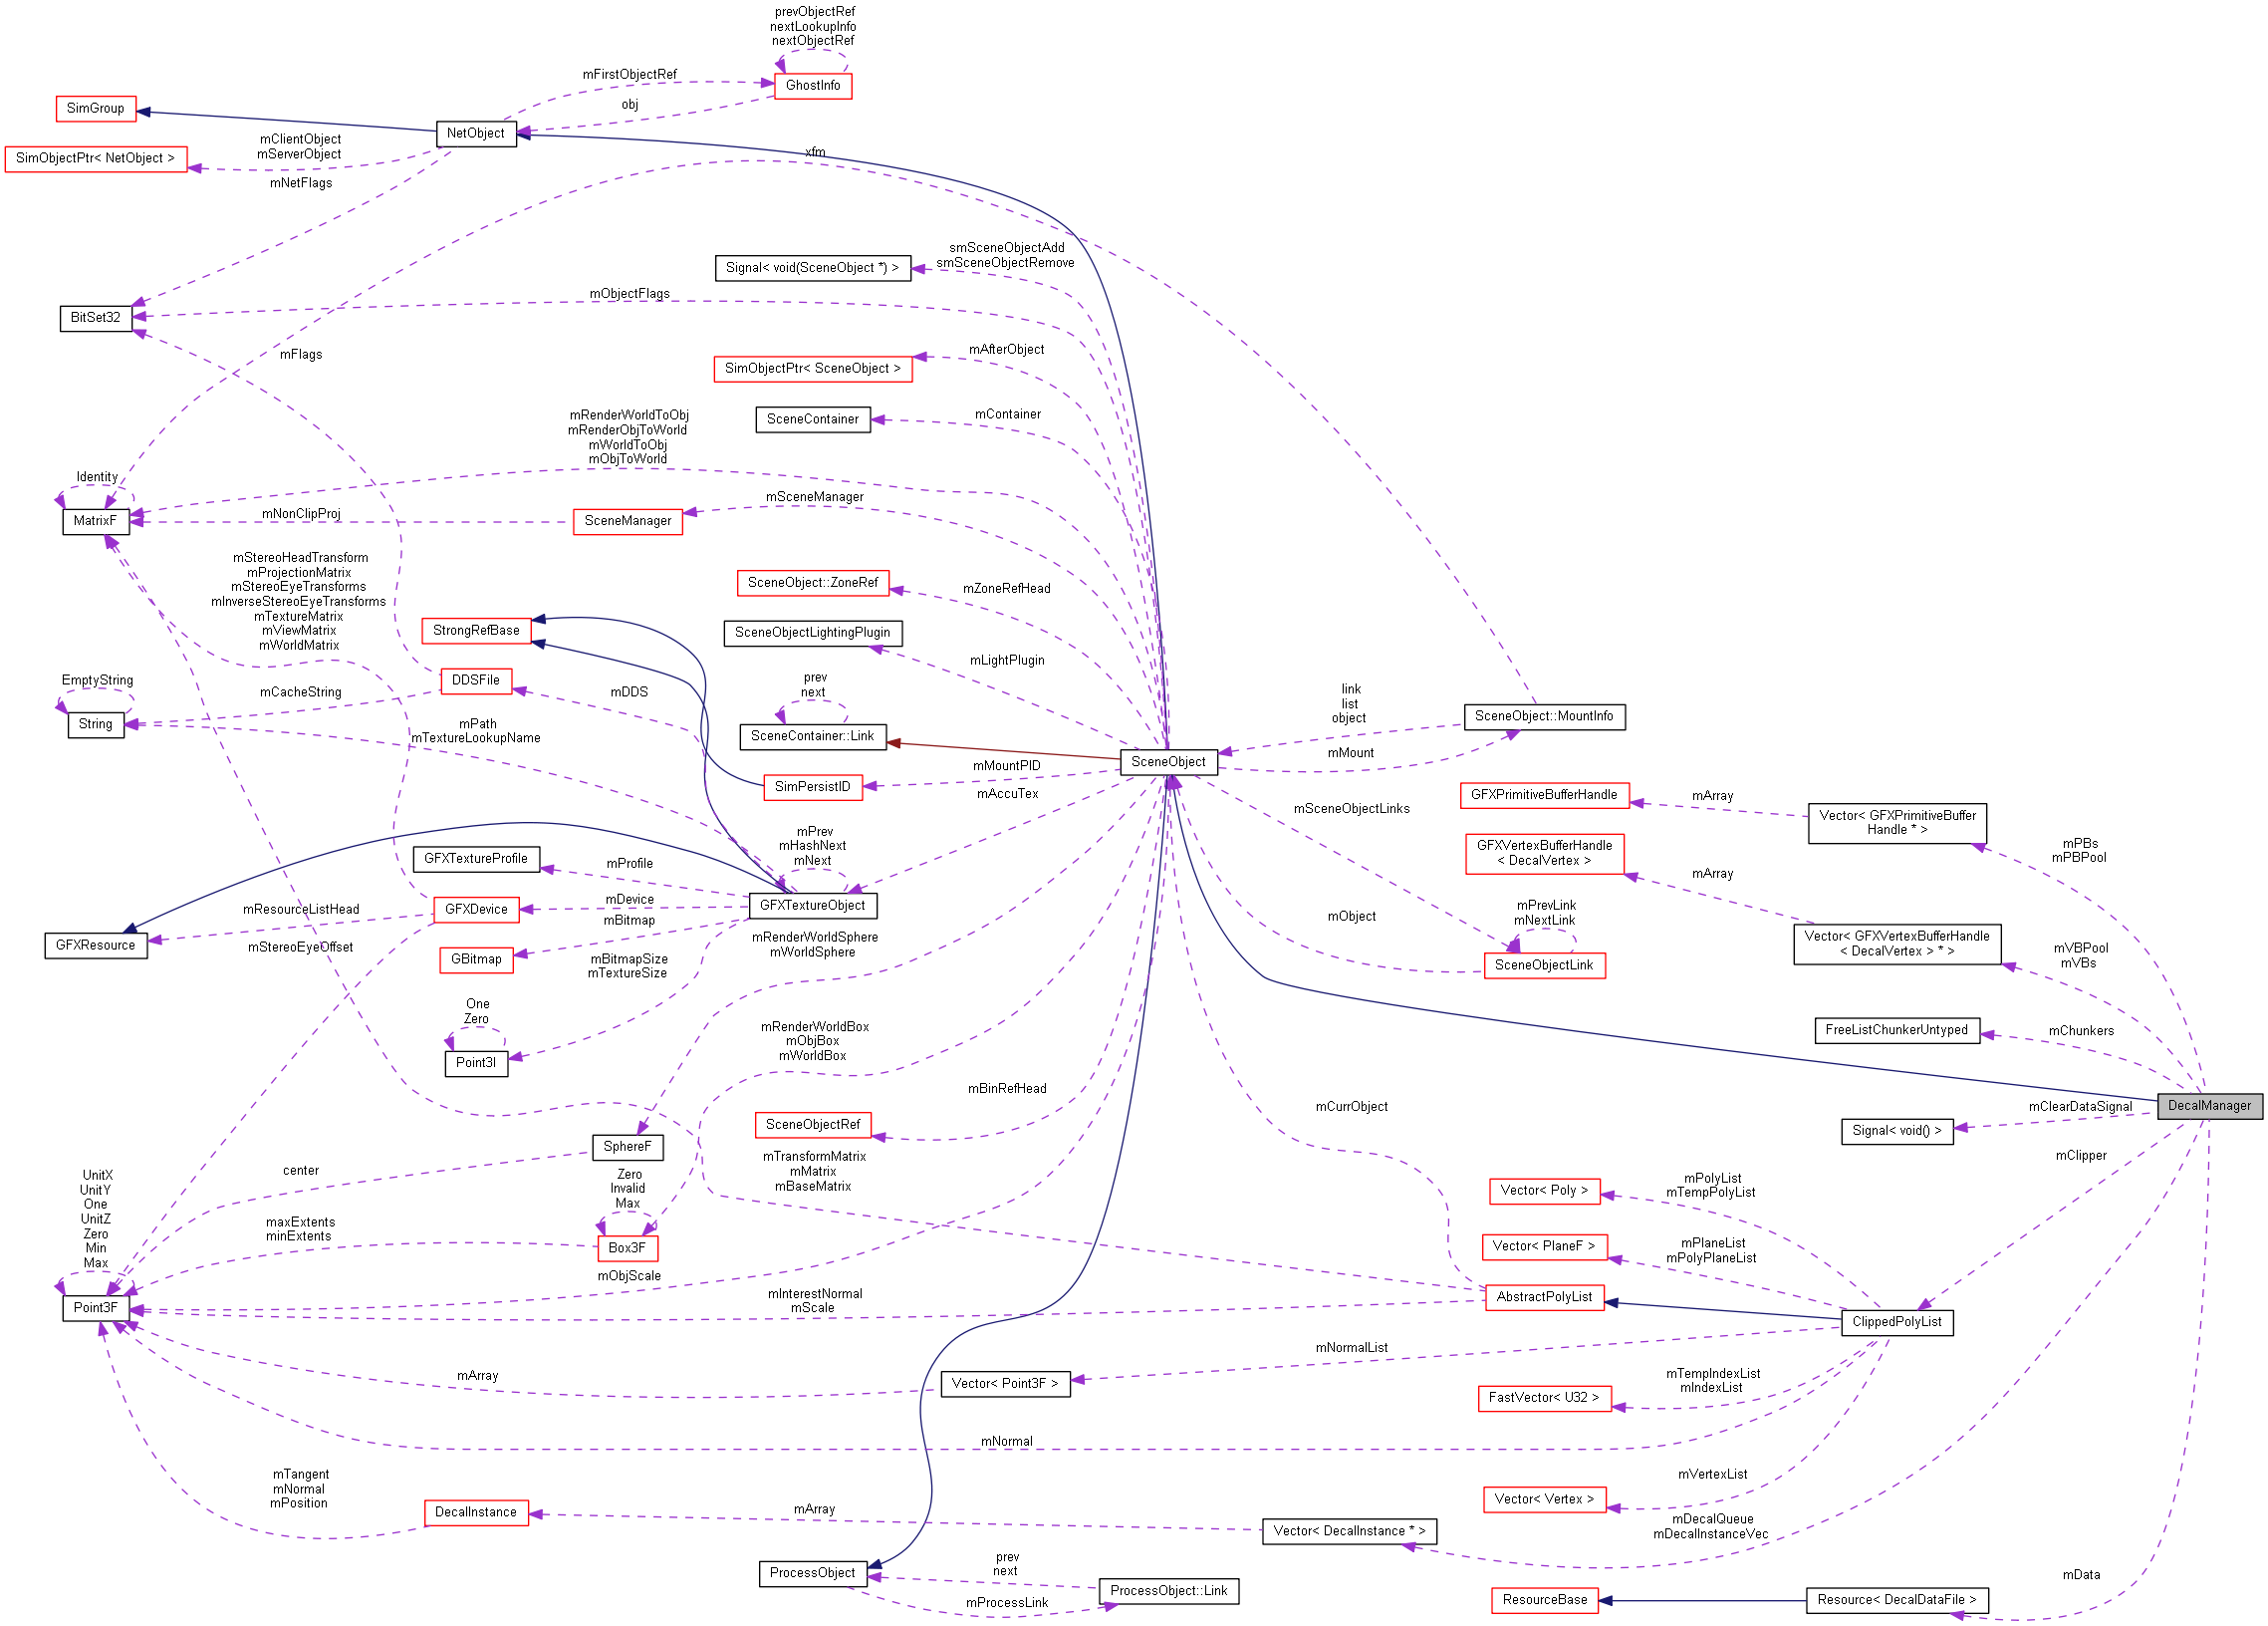 prevObjectRef
nextLookupInfo
nextObjectRef
mFirstObjectRef
GhostInfo
SimGroup
obj
NetObject
mClientObject
mServerObject
SimObjectPtr< NetObject >
xfm
mNetFlags
smSceneObjectAdd
smSceneObjectRemove
Signal< void(SceneObject *) >
mObjectFlags
BitSet32
mFlags
mAfterObject
SimObjectPtr< SceneObject >
mContainer
SceneContainer
mRenderWorldToObj
mRenderObjToWorld
mWorldToObj
mObjToWorld
Identity
mSceneManager
MatrixF
mNonClipProj
SceneManager
mStereoHeadTransform
mProjectionMatrix
mStereoEyeTransforms
mInverseStereoEyeTransforms
mTextureMatrix
mViewMatrix
mWorldMatrix
SceneObject::ZoneRef
mZoneRefHead
StrongRefBase
SceneObjectLightingPlugin
mLightPlugin
EmptyString
DDSFile
mCacheString
mDDS
prev
next
link
list
object
SceneObject::MountInfo
String
mPath
mTextureLookupName
SceneContainer::Link
mMount
SceneObject
mMountPID
SimPersistID
mAccuTex
GFXPrimitiveBufferHandle
mArray
Vector< GFXPrimitiveBuffer
Handle * >
mSceneObjectLinks
mPrev
mHashNext
mNext
mPBs
mPBPool
GFXTextureProfile
mProfile
GFXVertexBufferHandle
< DecalVertex >
mArray
mResourceListHead
GFXDevice
mDevice
mBitmap
GFXTextureObject
mObject
mPrevLink
mNextLink
GFXResource
mStereoEyeOffset
GBitmap
mBitmapSize
mTextureSize
mRenderWorldSphere
mWorldSphere
SceneObjectLink
Vector< GFXVertexBufferHandle
< DecalVertex > * >
mVBPool
mVBs
One
Zero
Point3I
mRenderWorldBox
mObjBox
mWorldBox
FreeListChunkerUntyped
mChunkers
mBinRefHead
mCurrObject
DecalManager
SceneObjectRef
mClearDataSignal
Signal< void() >
SphereF
mTransformMatrix
mMatrix
mBaseMatrix
mClipper
center
UnitX
UnitY
One
UnitZ
Zero
Min
Max
Zero
Invalid
Max
mPolyList
mTempPolyList
Vector< Poly >
maxExtents
minExtents
Box3F
mPlaneList
mPolyPlaneList
Vector< PlaneF >
mObjScale
mInterestNormal
mScale
AbstractPolyList
Point3F
ClippedPolyList
mNormalList
mArray
Vector< Point3F >
mTempIndexList
mIndexList
FastVector< U32 >
mNormal
mTangent
mNormal
mPosition
mVertexList
Vector< Vertex >
DecalInstance
mArray
Vector< DecalInstance * >
mDecalQueue
mDecalInstanceVec
ProcessObject
prev
next
ProcessObject::Link
mProcessLink
mData
ResourceBase
Resource< DecalDataFile >